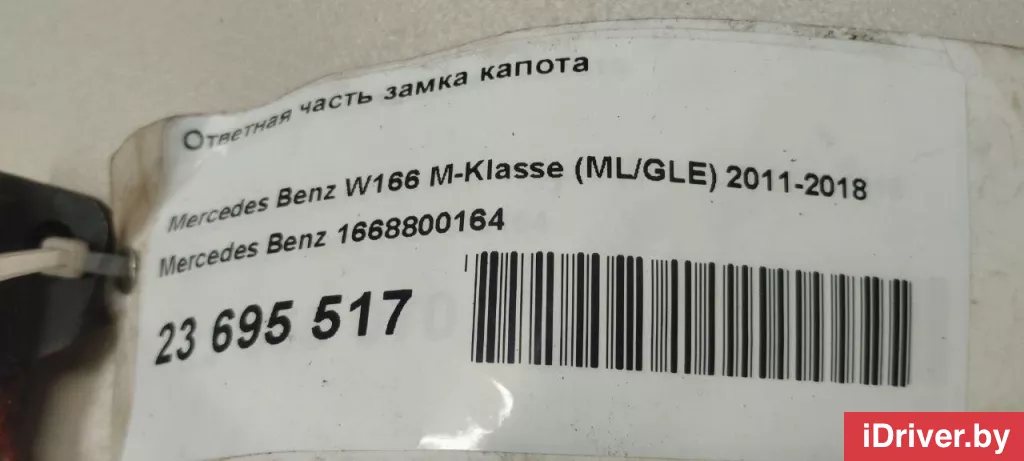 Ответная часть замка капота
Mercedes Benz W166 M-Klasse (ML/GLE) 2011-2018
Mercedes Benz 1668800164
23 695 517
iDriver.by